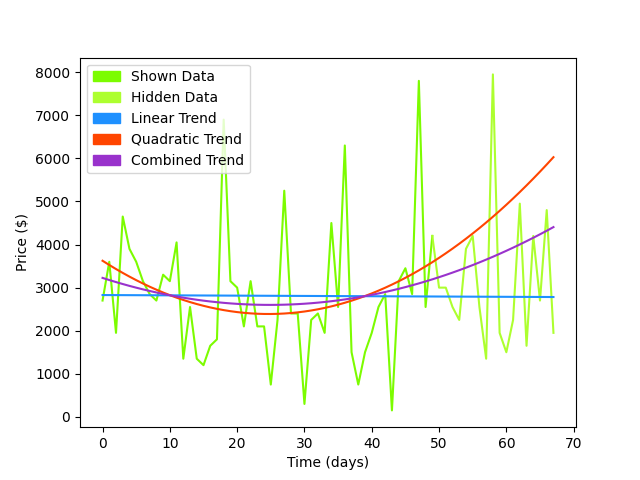 8000
7000
6000
5000
4000
3000
2000
1000
0
Price ($)
Shown Data
Hidden Data
Linear Trend
Quadratic Trend
Combined Trend
0 10 20 30 40 50 60 70
Time (days)